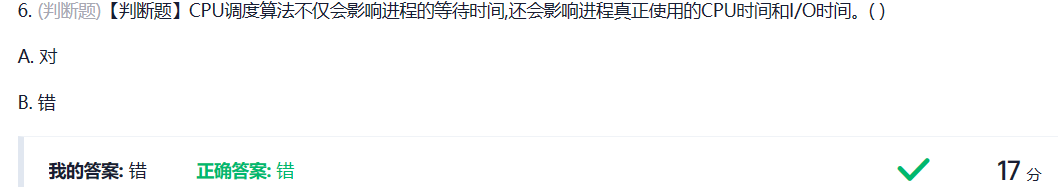 6. (判断题)【判断题】CPU调度算法不仅会影响进程的等待时间,还会影响进程真正使用的CPU时间和I/O时间。( )
A. 对
B. 错
我的答案: 错 正确答案: 错 17 分